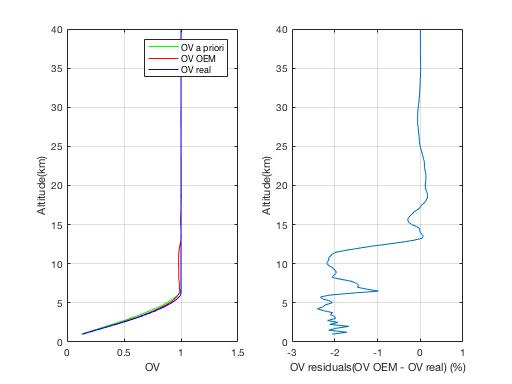 OV a priori
OV OEM
OV real
40
35
30
25
20
15
10
5
0
Altitude(km)
0 0.5 1 1.5
OV
40
35
30
25
20
15
10
5
0
Altitude(km)
-3 -2 -1 0 1
OV residuals(OV OEM - OV real) (%)